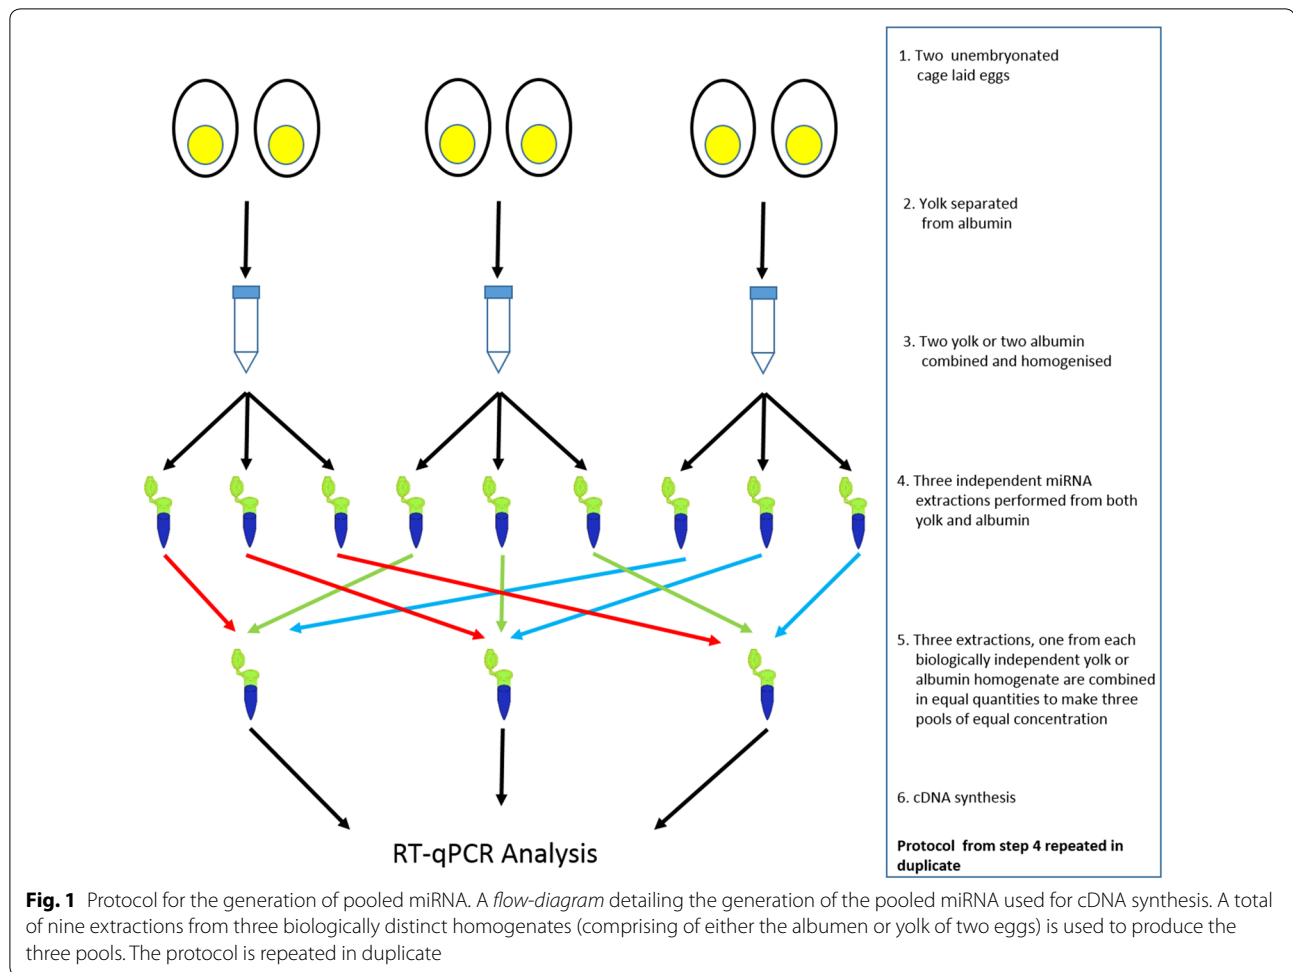 1. Two unembryonated
cage laid eggs
2. Yolk separated
from albumin
3. Two yolk or two albumin
combined and homogenised
4. Three independent miRNA
extractions performed from both
yolk and albumin
5. Three extractions, one from each
biologically independent yolk or
albumin homogenate are combined
in equal quantities to make three
pools of equal concentration
6. cDNA synthesis
Protocol from step 4 repeated in
duplicate
RT-qPCR Analysis
Fig. 1 Protocol for the generation of pooled miRNA. A flow-diagram detailing the generation of the pooled miRNA used for cDNA synthesis. A total
of nine extractions from three biologically distinct homogenates (comprising of either the albumen or yolk of two eggs) is used to produce the
three pools. The protocol is repeated in duplicate